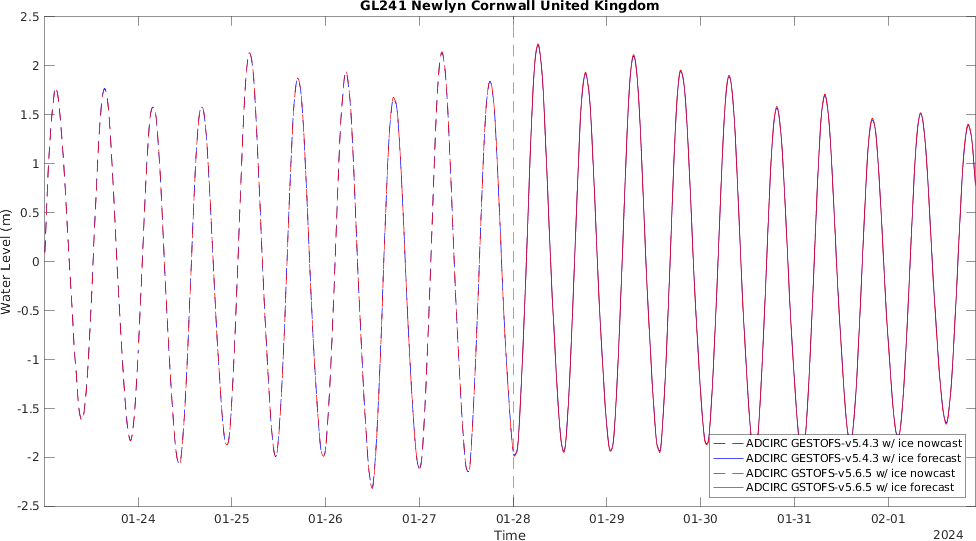 GL241 Newlyn Cornwall United Kingdom
2.5
2
1.5
1
0.5
0
-0.5
-1
-1.5
-2
-2.5
Water Level (m)
ADCIRC GESTOFS-v5.4.3 w/ ice nowcast
ADCIRC GESTOFS-v5.4.3 w/ ice forecast
ADCIRC GSTOFS-v5.6.5 w/ ice nowcast
ADCIRC GSTOFS-v5.6.5 w/ ice forecast
01-24 01-25 01-26 01-27 01-28 01-29 01-30 01-31 02-01
Time
2024